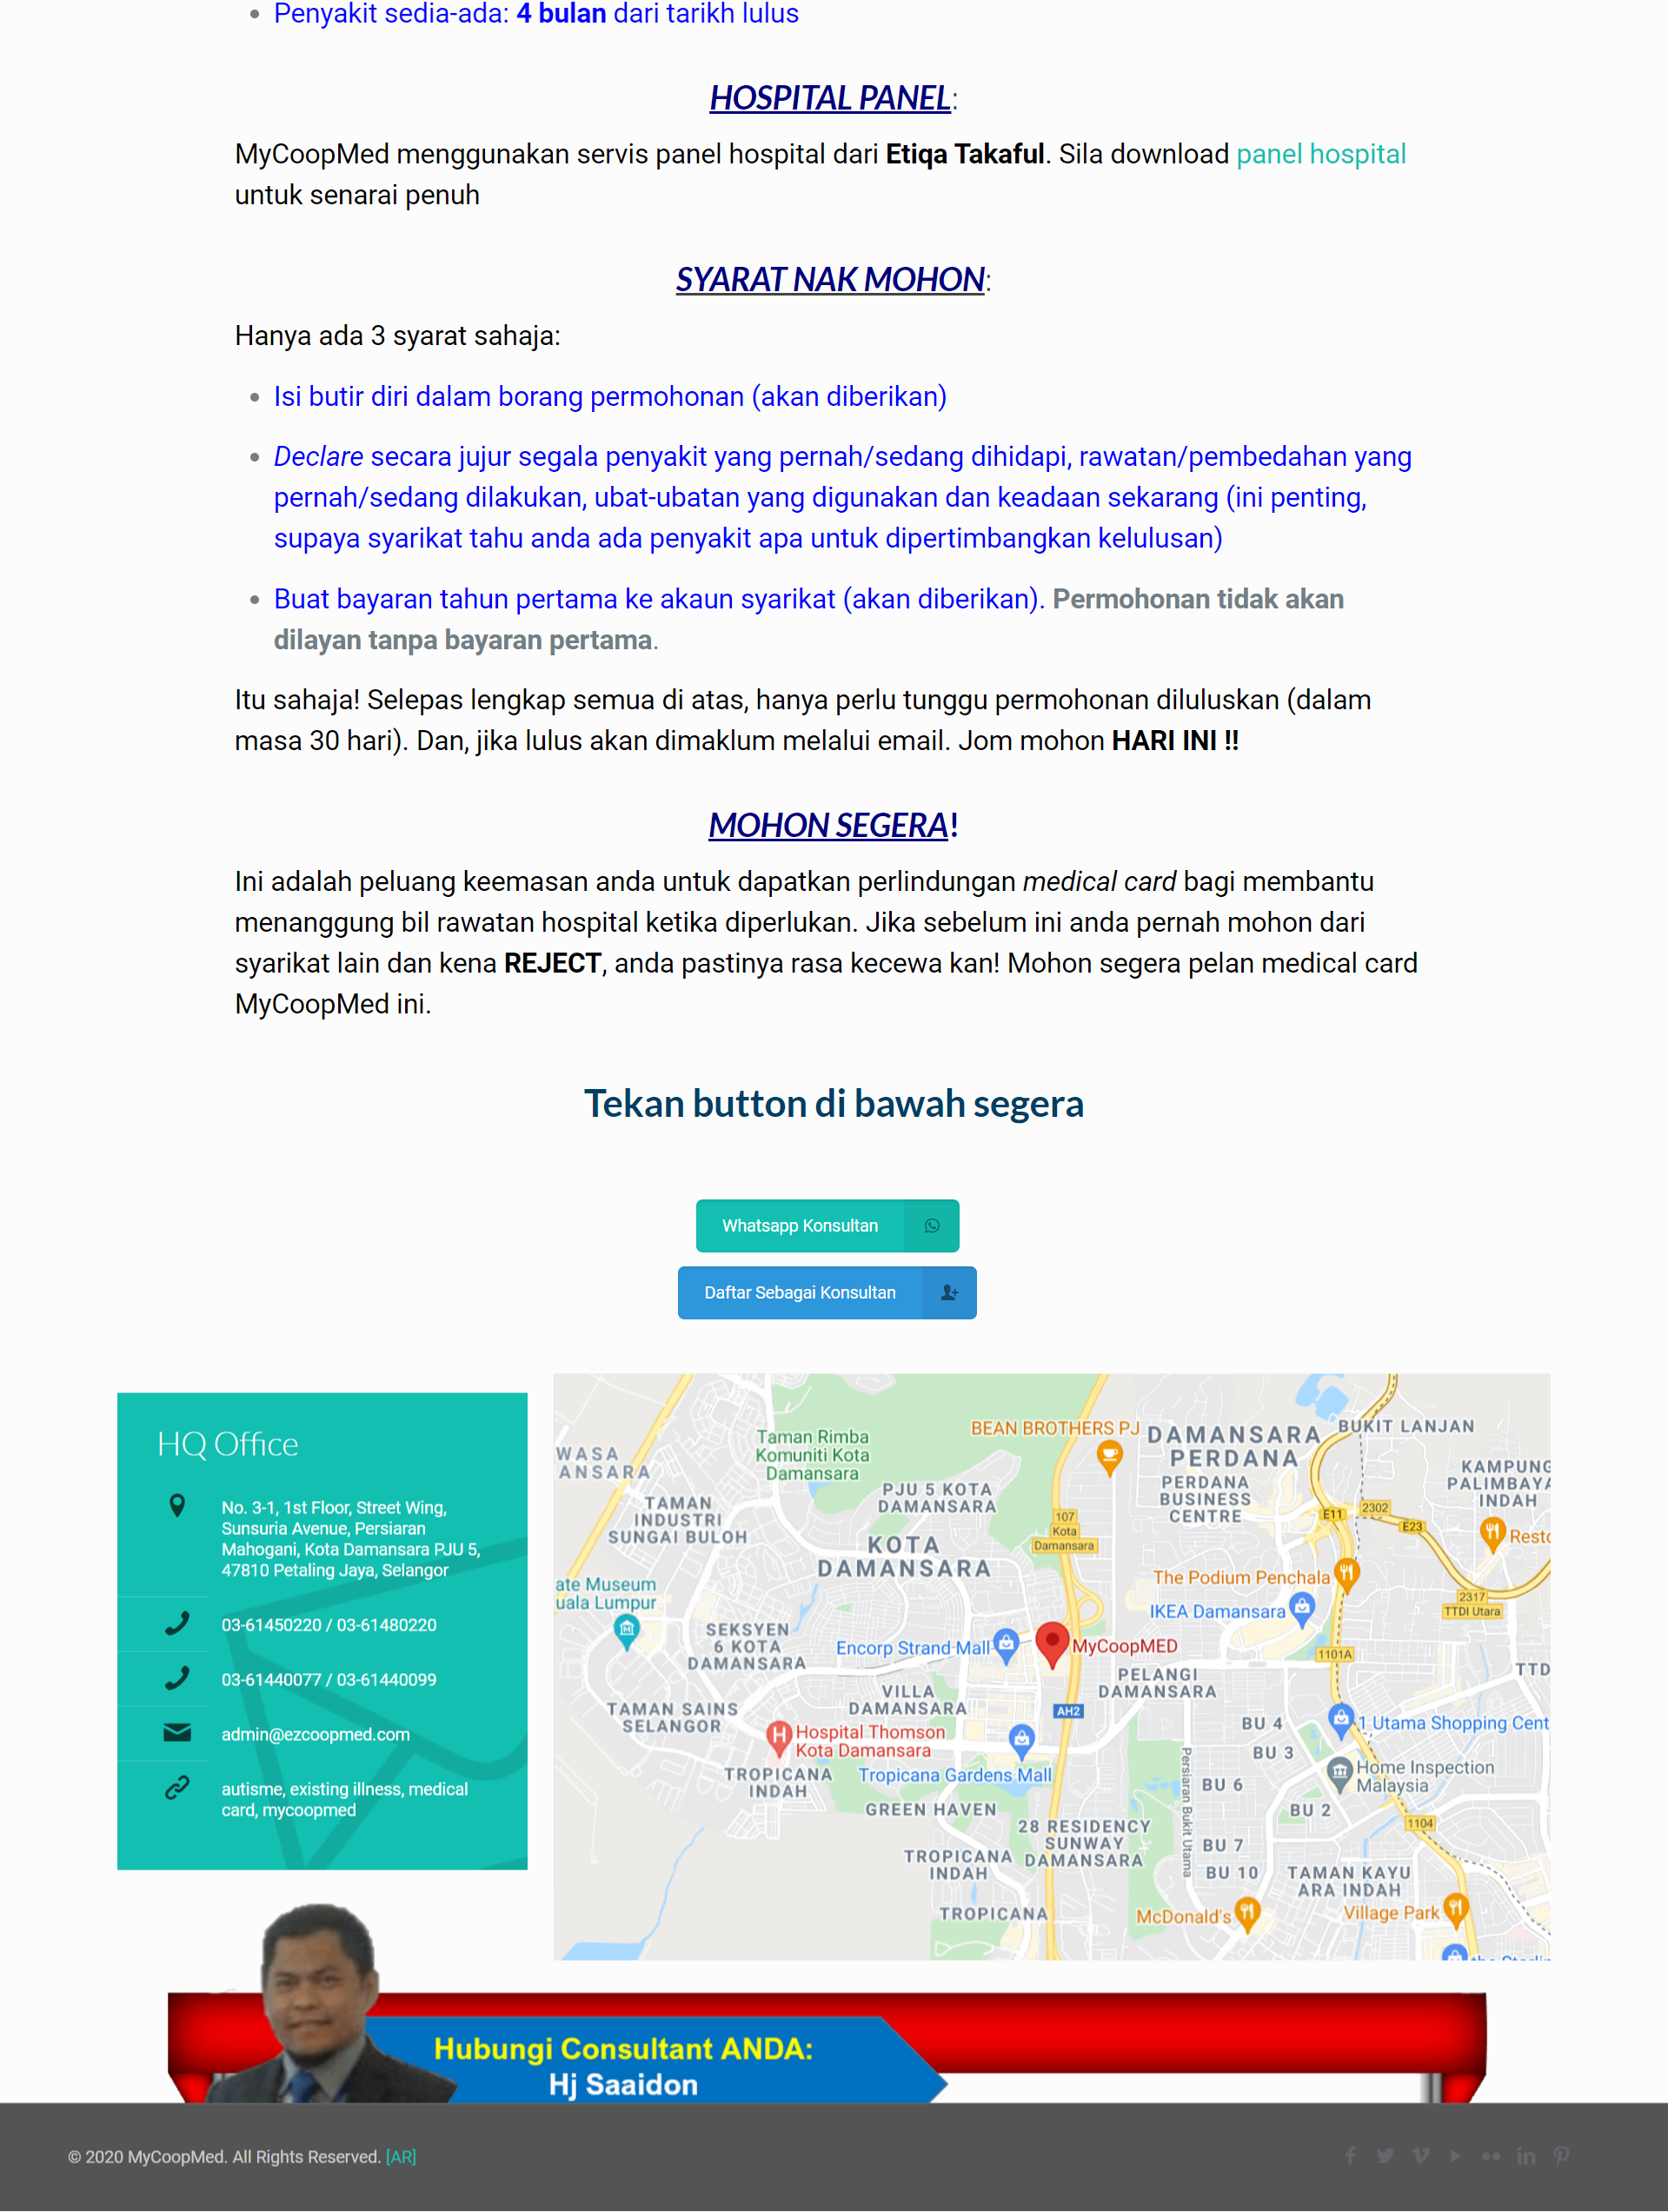 Penyakit sedia-ada: 4 bulan dari tarikh lulus
HOSPITAL PANEL:
MyCoopMed menggunakan servis panel hospital dari Etiqa Takaful. Sila download panel hospital
untuk senarai penuh
SYARAT NAK MOHON:
Hanya ada 3 syarat sahaja:
Isi butir diri dalam borang permohonan (akan diberikan)
Declare secara jujur segala penyakit yang pernah/sedang dihidapi, rawatan/pembedahan yang
pernah/sedang dilakukan, ubat-ubatan yang digunakan dan keadaan sekarang (ini penting,
supaya syarikat tahu anda ada penyakit apa untuk dipertimbangkan kelulusan)
Buat bayaran tahun pertama ke akaun syarikat (akan diberikan). Permohonan tidak akan
dilayan tanpa bayaran pertama.
Itu sahaja! Selepas lengkap semua di atas, hanya perlu tunggu permohonan diluluskan (dalam
masa 30 hari). Dan, jika lulus akan dimaklum melalui email. Jom mohon HARI INI !!
MOHON SEGERA!
Ini adalah peluang keemasan anda untuk dapatkan perlindungan medical card bagi membantu
menanggung bil rawatan hospital ketika diperlukan. Jika sebelum ini anda pernah mohon dari
syarikat lain dan kena REJECT, anda pastinya rasa kecewa kan! Mohon segera pelan medical card
MyCoopMed ini.
Tekan button di bawah segera
Whatsapp Konsultan
Daftar Sebagai Konsultan
HQ Office
No. 3-1, 1st Floor, Street Wing,
Sunsuria Avenue, Persiaran
Mahogani, Kota Damansara PJU 5,
47810 Petaling Jaya, Selangor
03-61450220 / 03-61480220
03-61440077 / 03-61440099
admin@ezcoopmed.com
autisme, existing illness, medical
card, mycoopmed
BEAN BROTHERS PJ
DAMANSARA
PERDANA
BUKIT LANJAN
Taman Rimba
Komuniti Kota
Damansara
WASA
ANSARA
KAMPUNG
PALIMBAYA
INDAH
PERDANA
BUSINESS
CENTRE
PJU 5 KOTA
DAMANSARA
TAMAN
INDUSTRI
SUNGAI BULOH
107
Kota
Damansara
E11
2302
E23
Resto
KOTA
DAMANSARA
The Podium Penchala
ate Museum
uala Lumpur
IKEA Damansara
2317
TTDI Utara
SEKSYEN
6 KOTA
DAMANSARA
Encorp Strand Mall
MyCoopMED
1101A
TTD
PELANGI
DAMANSARA
VILLA
DAMANSARA
TAMAN SAINS
SELANGOR
AH2
BU 4
1 Utama Shopping Cent
Hospital Thomson
Kota Damansara
BU 3
Home Inspection
Malaysia
TROPICANA
INDAH
Tropicana Gardens Mall
Persiaran Bukit Utama
BU 6
GREEN HAVEN
BU 2
1104
28 RESIDENCY
SUNWAY
DAMANSARA
BU 7
TROPICANA
INDAH
BU 10
TAMAN KAYU
ARA INDAH
TROPICANA
McDonald's
Village Park
Hubungi Consultant ANDA:
Hj Saaidon
© 2020 MyCoopMed. All Rights Reserved. [AR]